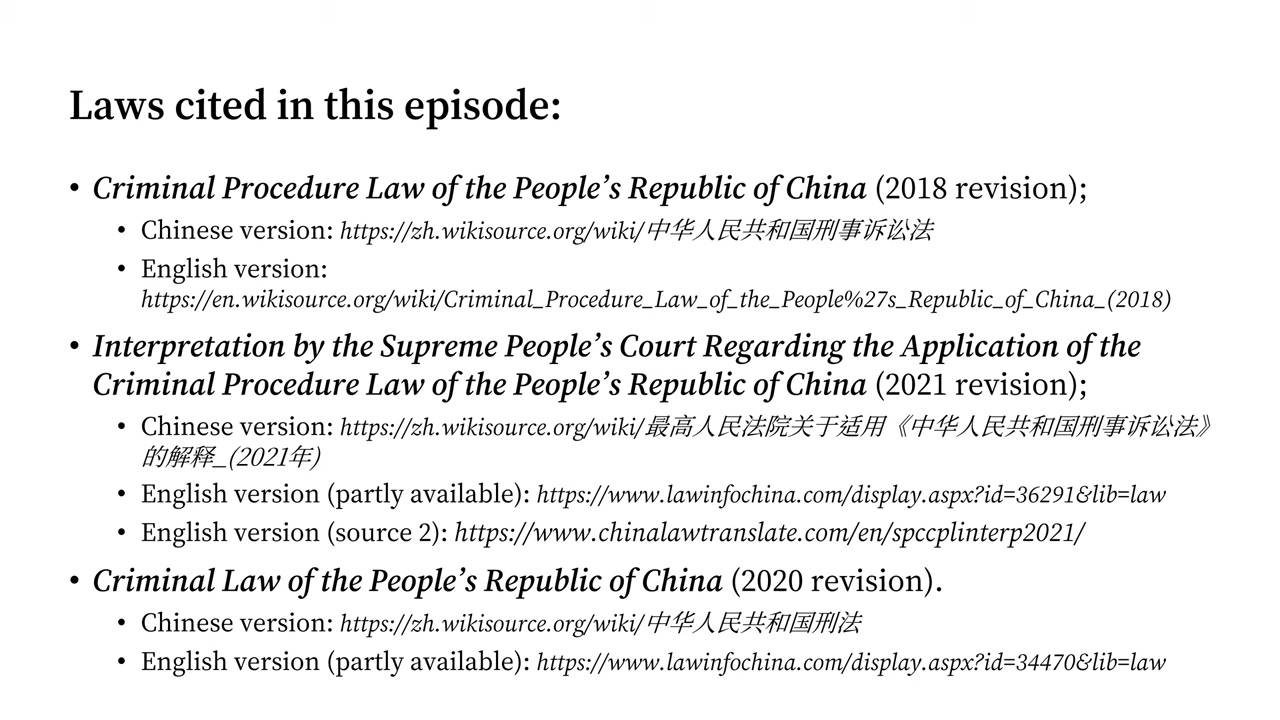 Laws cited in this episode:
• Criminal Procedure Law of the People’s Republic of China (2018 revision);
• Chinese version: https://zh.wikisource.org/wiki/中华人民共和国刑事诉讼法
• English version:
https://en.wikisource.org/wiki/Criminal_Procedure_Law_of_the_People%27s_Republic_of_China_(2018)
• Interpretation by the Supreme People’s Court Regarding the Application of the
Criminal Procedure Law of the People’s Republic of China (2021 revision);
• Chinese version: https://zh.wikisource.org/wiki/最高人民法院关于适用《中华人民共和国刑事诉讼法》
的解释_(2021年)
• English version (partly available): https://www.lawinfochina.com/display.aspx?id=36291&lib=law
• English version (source 2): https://www.chinalawtranslate.com/en/spccplinterp2021/
• Criminal Law of the People’s Republic of China (2020 revision).
• Chinese version: https://zh.wikisource.org/wiki/中华人民共和国刑法
• English version (partly available): https://www.lawinfochina.com/display.aspx?id=34470&lib=law